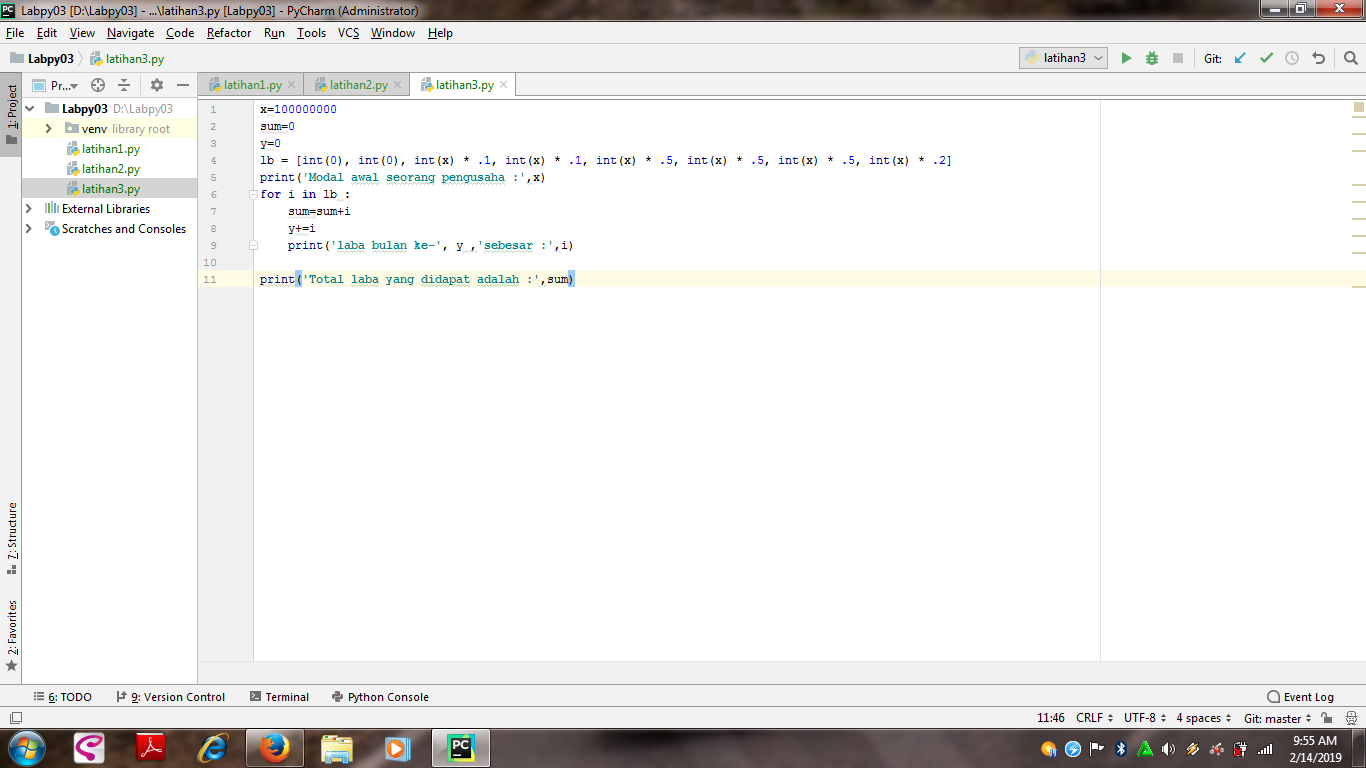 Labpy03 [D:\Labpy03] - ...\latihan3.py [Labpy03] - PyCharm (Administrator)
File Edit View Navigate Code Refactor Run Tools VCS Window Help
Labpy03 latihan3.py latihan3 Git:
1: Project
Pr...
latihan1.py latihan2.py latihan3.py
Labpy03 D:\Labpy03
venv library root
latihan1.py
latihan2.py
latihan3.py
External Libraries
Scratches and Consoles
1 x=100000000
2 sum=0
3 y=0
4 lb = [int(0), int(0), int(x) * .1, int(x) * .1, int(x) * .5, int(x) * .5, int(x) * .5, int(x) * .2]
5 print('Modal awal seorang pengusaha :',x)
6 for i in lb :
7 sum=sum+i
8 y+=i
9 print('laba bulan ke-', y ,'sebesar :',i)
10
11 print('Total laba yang didapat adalah :',sum)
7: Structure
2: Favorites
6: TODO 9: Version Control Terminal Python Console Event Log
11:46 CRLF UTF-8 4 spaces Git: master
PC
9:55 AM
2/14/2019